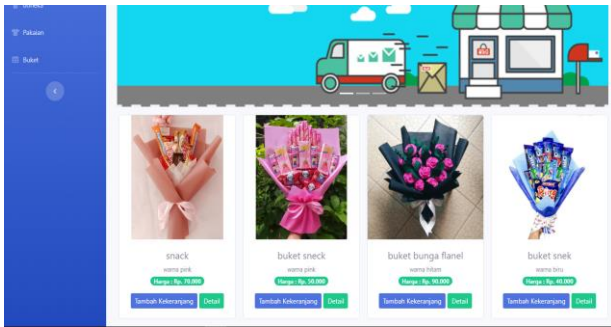 Pakaian
Buket
snack
warna pink
Harga : Rp. 70.000
Tambah Kekeranjang
Detail
buket sneck
warna pink
Harga : Rp. 50.000
Tambah Kekeranjang
Detail
buket bunga flanel
warna hitam
Harga : Rp. 90.000
Tambah Kekeranjang
Detail
buket snek
warna biru
Harga : Rp. 40.000
Tambah Kekeranjang
Detail